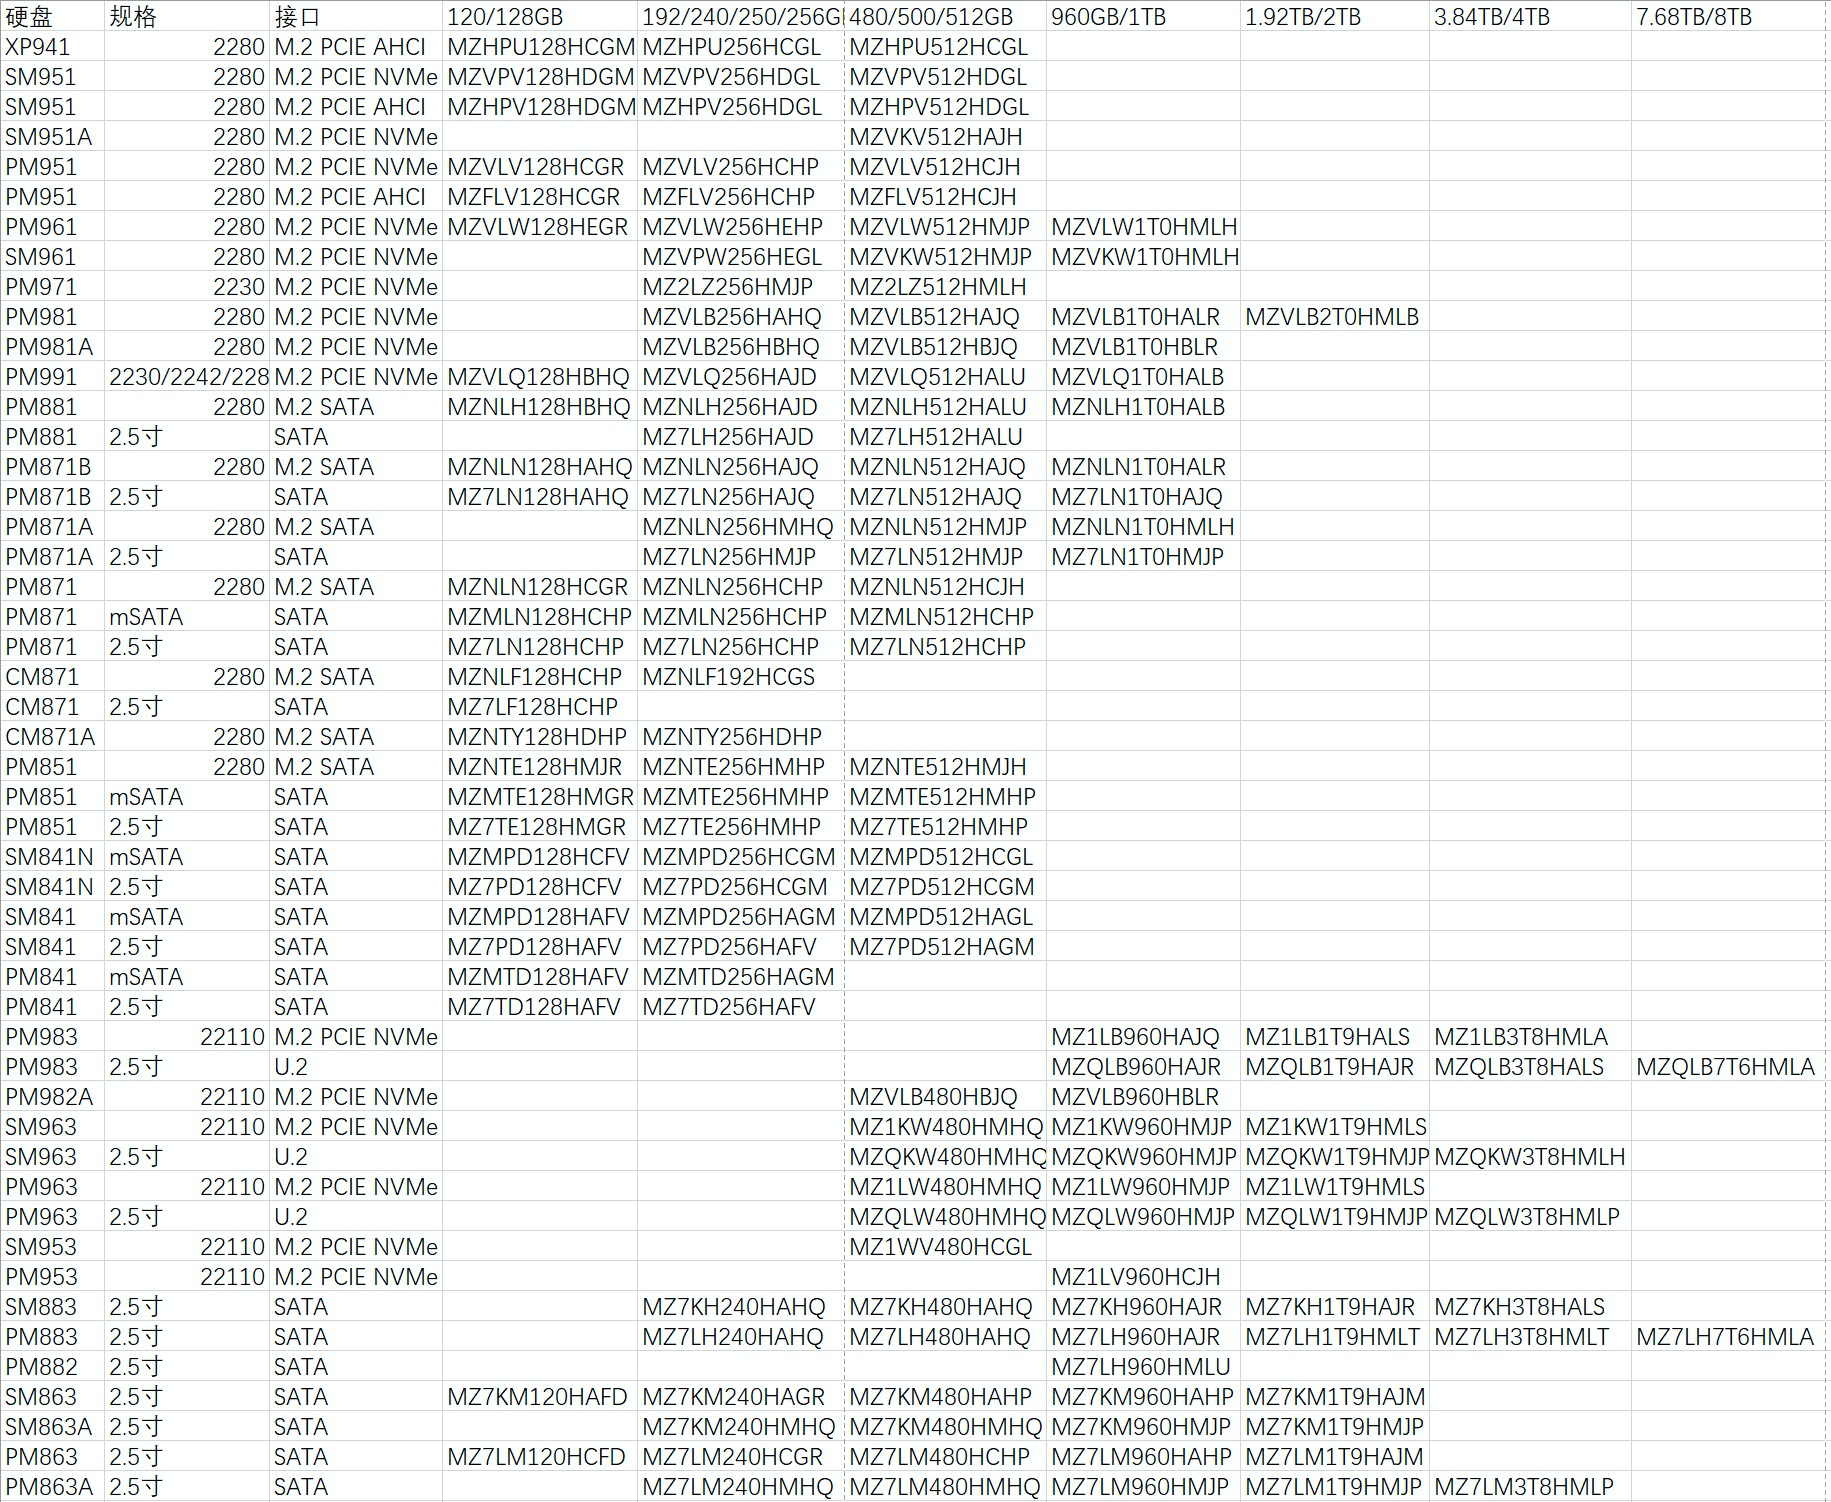 硬盘 规格 接口 120/128GB 192/240/250/256G 480/500/512GB 960GB/1TB 1.92TB/2TB 3.84TB/4TB 7.68TB/8TB
XP941 2280 M.2 PCIE AHCI MZHPU128HCGM MZHPU256HCGL MZHPU512HCGL
SM951 2280 M.2 PCIE NVMe MZVPV128HDGM MZVPV256HDGL MZVPV512HDGL
SM951 2280 M.2 PCIE AHCI MZHPV128HDGM MZHPV256HDGL MZHPV512HDGL
SM951A 2280 M.2 PCIE NVMe MZVKV512HAJH
PM951 2280 M.2 PCIE NVMe MZVLV128HCGR MZVLV256HCHP MZVLV512HCJH
PM951 2280 M.2 PCIE AHCI MZFLV128HCGR MZFLV256HCHP MZFLV512HCJH
PM961 2280 M.2 PCIE NVMe MZVLW128HEGR MZVLW256HEHP MZVLW512HMJP MZVLW1T0HMLH
SM961 2280 M.2 PCIE NVMe MZVPW256HEGL MZVKW512HMJP MZVKW1T0HMLH
PM971 2230 M.2 PCIE NVMe MZ2LZ256HMJP MZ2LZ512HMLH
PM981 2280 M.2 PCIE NVMe MZVLB256HAHQ MZVLB512HAJQ MZVLB1T0HALR MZVLB2T0HMLB
PM981A 2280 M.2 PCIE NVMe MZVLB256HBHQ MZVLB512HBJQ MZVLB1T0HBLR
PM991 2230/2242/228 M.2 PCIE NVMe MZVLQ128HBHQ MZVLQ256HAJD MZVLQ512HALU MZVLQ1T0HALB
PM881 2280 M.2 SATA MZNLH128HBHQ MZNLH256HAJD MZNLH512HALU MZNLH1T0HALB
PM881 2.5寸 SATA MZ7LH256HAJD MZ7LH512HALU
PM871B 2280 M.2 SATA MZNLN128HAHQ MZNLN256HAJQ MZNLN512HAJQ MZNLN1T0HALR
PM871B 2.5寸 SATA MZ7LN128HAHQ MZ7LN256HAJQ MZ7LN512HAJQ MZ7LN1T0HAJQ
PM871A 2280 M.2 SATA MZNLN256HMHQ MZNLN512HMJP MZNLN1T0HMLH
PM871A 2.5寸 SATA MZ7LN256HMJP MZ7LN512HMJP MZ7LN1T0HMJP
PM871 2280 M.2 SATA MZNLN128HCGR MZNLN256HCHP MZNLN512HCJH
PM871 mSATA SATA MZMLN128HCHP MZMLN256HCHP MZMLN512HCHP
PM871 2.5寸 SATA MZ7LN128HCHP MZ7LN256HCHP MZ7LN512HCHP
CM871 2280 M.2 SATA MZNLF128HCHP MZNLF192HCGS
CM871 2.5寸 SATA MZ7LF128HCHP
CM871A 2280 M.2 SATA MZNTY128HDHP MZNTY256HDHP
PM851 2280 M.2 SATA MZNTE128HMJR MZNTE256HMHP MZNTE512HMJH
PM851 mSATA SATA MZMTE128HMGR MZMTE256HMHP MZMTE512HMHP
PM851 2.5寸 SATA MZ7TE128HMGR MZ7TE256HMHP MZ7TE512HMHP
SM841N mSATA SATA MZMPD128HCFV MZMPD256HCGM MZMPD512HCGL
SM841N 2.5寸 SATA MZ7PD128HCFV MZ7PD256HCGM MZ7PD512HCGM
SM841 mSATA SATA MZMPD128HAFV MZMPD256HAGM MZMPD512HAGL
SM841 2.5寸 SATA MZ7PD128HAFV MZ7PD256HAFV MZ7PD512HAGM
PM841 mSATA SATA MZMTD128HAFV MZMTD256HAGM
PM841 2.5寸 SATA MZ7TD128HAFV MZ7TD256HAFV
PM983 22110 M.2 PCIE NVMe MZ1LB960HAJQ MZ1LB1T9HALS MZ1LB3T8HMLA
PM983 2.5寸 U.2 MZQLB960HAJR MZQLB1T9HAJR MZQLB3T8HALS MZQLB7T6HMLA
PM982A 22110 M.2 PCIE NVMe MZVLB480HBJQ MZVLB960HBLR
SM963 22110 M.2 PCIE NVMe MZ1KW480HMHQ MZ1KW960HMJP MZ1KW1T9HMLS
SM963 2.5寸 U.2 MZQKW480HMHQ MZQKW960HMJP MZQKW1T9HMJP MZQKW3T8HMLH
PM963 22110 M.2 PCIE NVMe MZ1LW480HMHQ MZ1LW960HMJP MZ1LW1T9HMLS
PM963 2.5寸 U.2 MZQLW480HMHQ MZQLW960HMJP MZQLW1T9HMJP MZQLW3T8HMLP
SM953 22110 M.2 PCIE NVMe MZ1WV480HCGL
PM953 22110 M.2 PCIE NVMe MZ1LV960HCJH
SM883 2.5寸 SATA MZ7KH240HAHQ MZ7KH480HAHQ MZ7KH960HAJR MZ7KH1T9HAJR MZ7KH3T8HALS
PM883 2.5寸 SATA MZ7LH240HAHQ MZ7LH480HAHQ MZ7LH960HAJR MZ7LH1T9HMLT MZ7LH3T8HMLT MZ7LH7T6HMLA
PM882 2.5寸 SATA MZ7LH960HMLU
SM863 2.5寸 SATA MZ7KM120HAFD MZ7KM240HAGR MZ7KM480HAHP MZ7KM960HAHP MZ7KM1T9HAJM
SM863A 2.5寸 SATA MZ7KM240HMHQ MZ7KM480HMHQ MZ7KM960HMJP MZ7KM1T9HMJP
PM863 2.5寸 SATA MZ7LM120HCFD MZ7LM240HCGR MZ7LM480HCHP MZ7LM960HAHP MZ7LM1T9HAJM
PM863A 2.5寸 SATA MZ7LM240HMHQ MZ7LM480HMHQ MZ7LM960HMJP MZ7LM1T9HMJP MZ7LM3T8HMLP